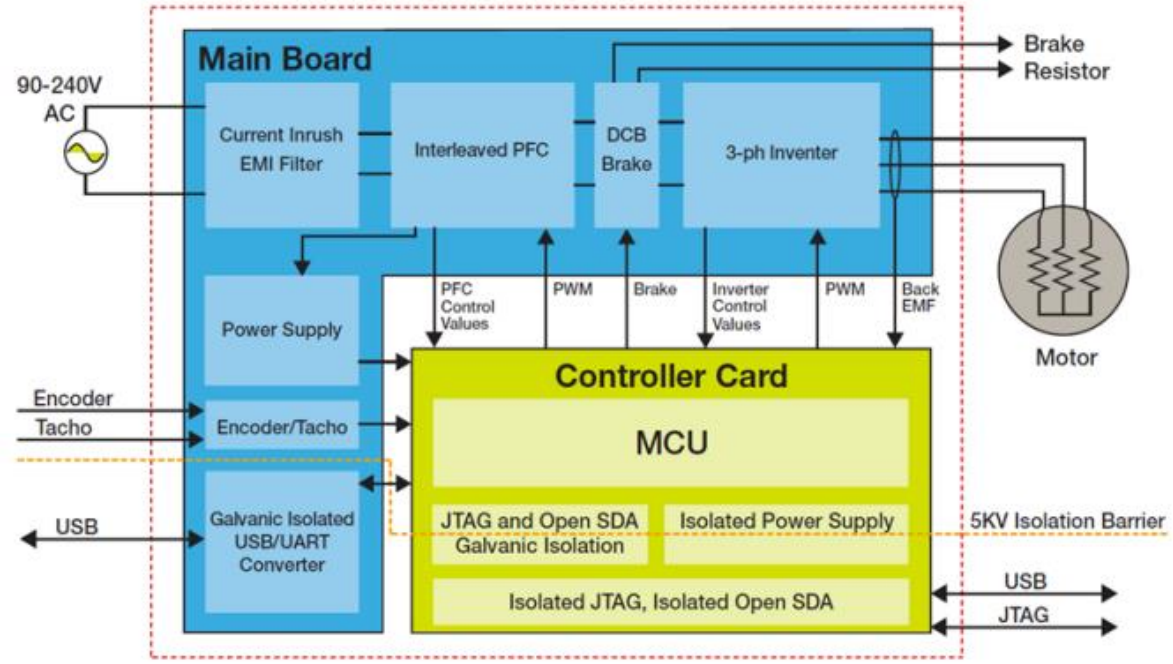 Main Board
Brake
Resistor
90-240V
AC
Current Inrush
EMI Filter
Interleaved PFC
DCB
Brake
3-ph Inventer
PFC
Control
Values
PWM
Brake
Inverter
Control
Values
PWM
Back
EMF
Motor
Power Supply
Controller Card
Encoder
Tacho
Encoder/Tacho
MCU
Galvanic Isolated
USB/UART
Converter
USB
JTAG and Open SDA
Galvanic Isolation
Isolated Power Supply
5KV Isolation Barrier
Isolated JTAG, Isolated Open SDA
USB
JTAG